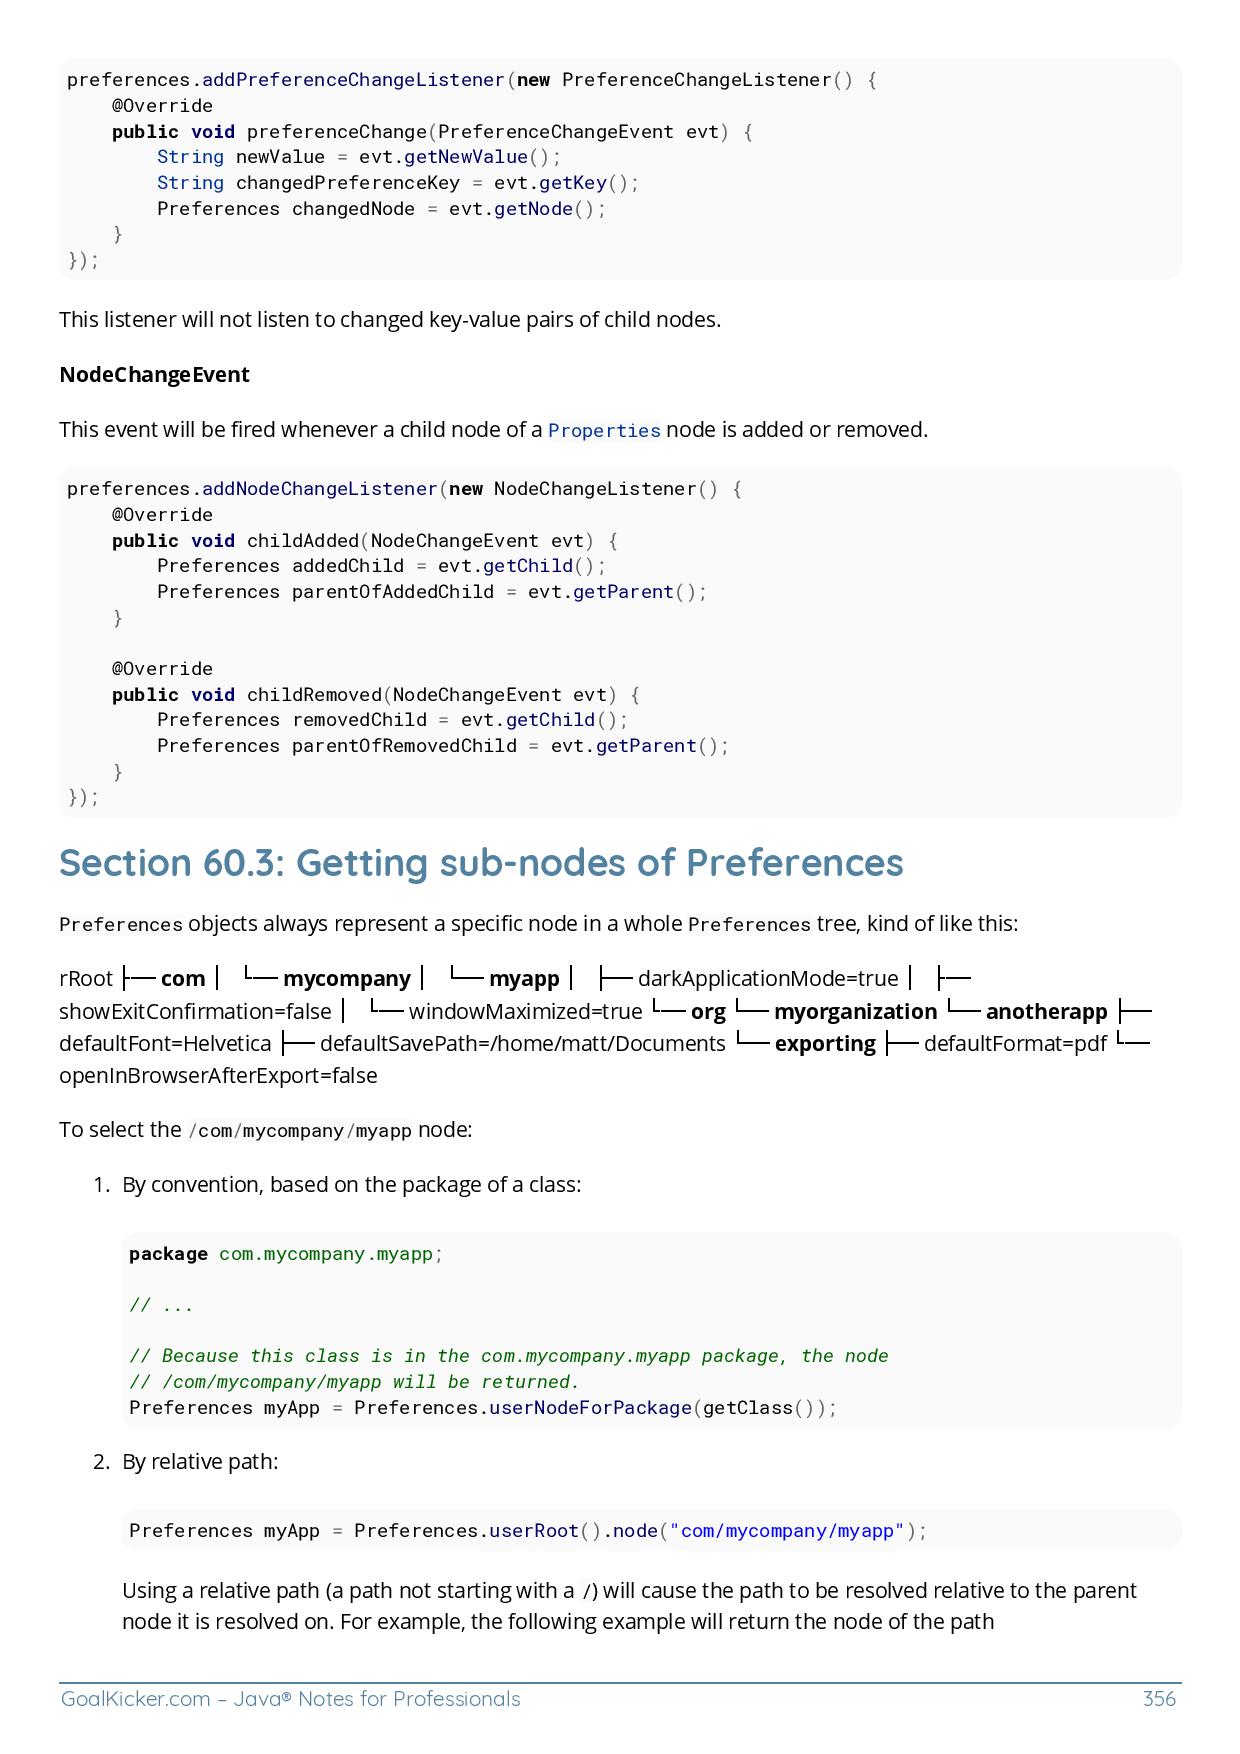 preferences.addPreferenceChangeListener(new PreferenceChangeListener() {
    @Override
    public void preferenceChange(PreferenceChangeEvent evt) {
        String newValue = evt.getNewValue();
        String changedPreferenceKey = evt.getKey();
        Preferences changedNode = evt.getNode();
    }
});
This listener will not listen to changed key-value pairs of child nodes.
NodeChangeEvent
This event will be fired whenever a child node of a Properties node is added or removed.
preferences.addNodeChangeListener(new NodeChangeListener() {
    @Override
    public void childAdded(NodeChangeEvent evt) {
        Preferences addedChild = evt.getChild();
        Preferences parentOfAddedChild = evt.getParent();
    }
    @Override
    public void childRemoved(NodeChangeEvent evt) {
        Preferences removedChild = evt.getChild();
        Preferences parentOfRemovedChild = evt.getParent();
    }
});
Section 60.3: Getting sub-nodes of Preferences
Preferences objects always represent a specific node in a whole Preferences tree, kind of like this:
rRoot ├── com │ └── mycompany │ └── myapp │ ├── darkApplicationMode=true │ ├──
showExitConfirmation=false │ └── windowMaximized=true └── org └── myorganization └── anotherapp ├──
defaultFont=Helvetica ├── defaultSavePath=/home/matt/Documents └── exporting ├── defaultFormat=pdf └──
openInBrowserAfterExport=false
To select the /com/mycompany/myapp node:
1. By convention, based on the package of a class:
package com.mycompany.myapp;
// ...
// Because this class is in the com.mycompany.myapp package, the node
// /com/mycompany/myapp will be returned.
Preferences myApp = Preferences.userNodeForPackage(getClass());
2. By relative path:
Preferences myApp = Preferences.userRoot().node("com/mycompany/myapp");
Using a relative path (a path not starting with a /) will cause the path to be resolved relative to the parent
node it is resolved on. For example, the following example will return the node of the path
GoalKicker.com – Java® Notes for Professionals 356